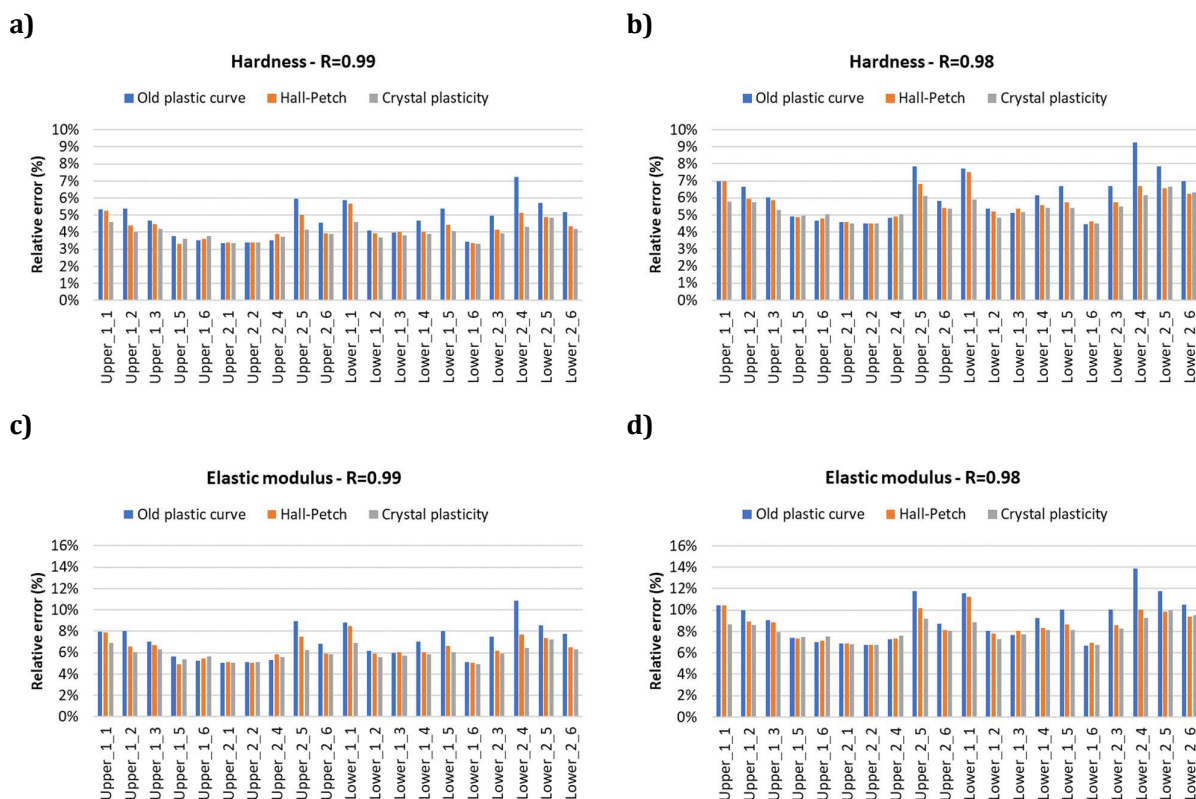 a)
Hardness - R=0.99
Old plastic curve Hall-Petch Crystal plasticity
Relative error (%)
10%
9%
8%
7%
6%
5%
4%
3%
2%
1%
0%
Upper_1_1
Upper_1_2
Upper_1_3
Upper_1_5
Upper_1_6
Upper_2_1
Upper_2_2
Upper_2_4
Upper_2_5
Upper_2_6
Lower_1_1
Lower_1_2
Lower_1_3
Lower_1_4
Lower_1_5
Lower_1_6
Lower_2_3
Lower_2_4
Lower_2_5
Lower_2_6
b)
Hardness - R=0.98
Old plastic curve Hall-Petch Crystal plasticity
Relative error (%)
10%
9%
8%
7%
6%
5%
4%
3%
2%
1%
0%
Upper_1_1
Upper_1_2
Upper_1_3
Upper_1_5
Upper_1_6
Upper_2_1
Upper_2_2
Upper_2_4
Upper_2_5
Upper_2_6
Lower_1_1
Lower_1_2
Lower_1_3
Lower_1_4
Lower_1_5
Lower_1_6
Lower_2_3
Lower_2_4
Lower_2_5
Lower_2_6
c)
Elastic modulus - R=0.99
Old plastic curve Hall-Petch Crystal plasticity
Relative error (%)
16%
14%
12%
10%
8%
6%
4%
2%
0%
Upper_1_1
Upper_1_2
Upper_1_3
Upper_1_5
Upper_1_6
Upper_2_1
Upper_2_2
Upper_2_4
Upper_2_5
Upper_2_6
Lower_1_1
Lower_1_2
Lower_1_3
Lower_1_4
Lower_1_5
Lower_1_6
Lower_2_3
Lower_2_4
Lower_2_5
Lower_2_6
d)
Elastic modulus - R=0.98
Old plastic curve Hall-Petch Crystal plasticity
Relative error (%)
16%
14%
12%
10%
8%
6%
4%
2%
0%
Upper_1_1
Upper_1_2
Upper_1_3
Upper_1_5
Upper_1_6
Upper_2_1
Upper_2_2
Upper_2_4
Upper_2_5
Upper_2_6
Lower_1_1
Lower_1_2
Lower_1_3
Lower_1_4
Lower_1_5
Lower_1_6
Lower_2_3
Lower_2_4
Lower_2_5
Lower_2_6